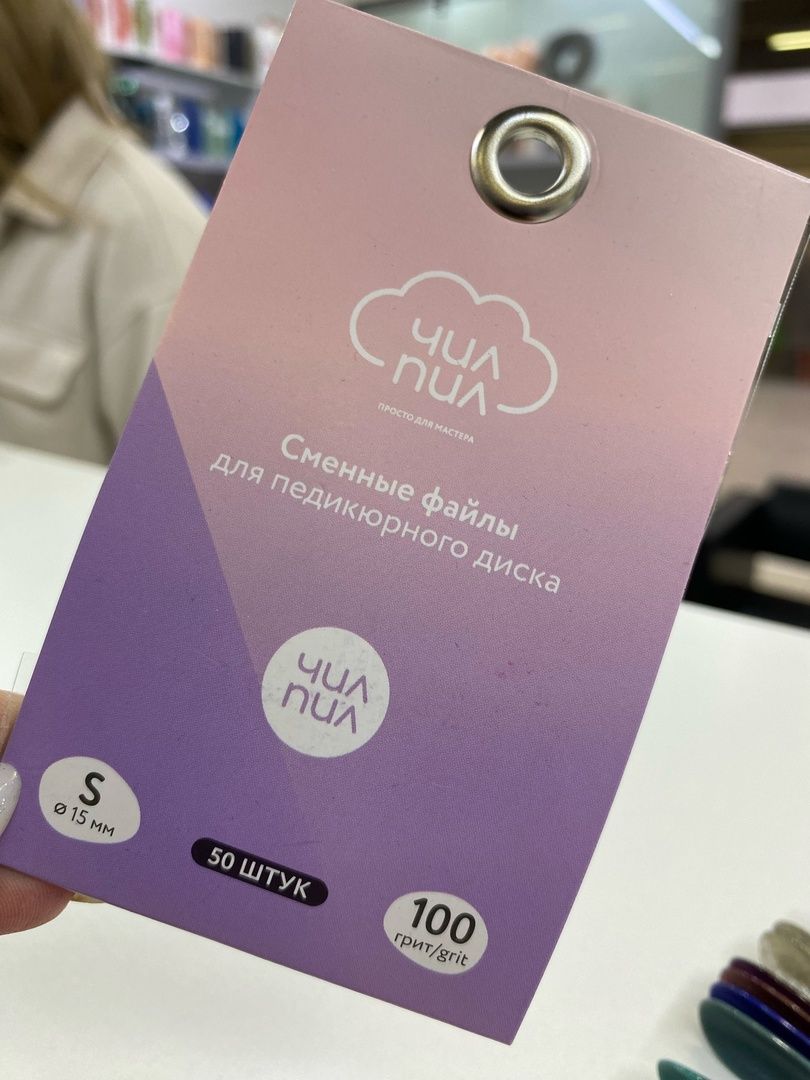 чил
пил
ПРОСТО ДЛЯ МАСТЕРА
Сменные файлы
для педикюрного диска
чил
пил
S
ø 15 мм
50 ШТУК
100
грит/grit